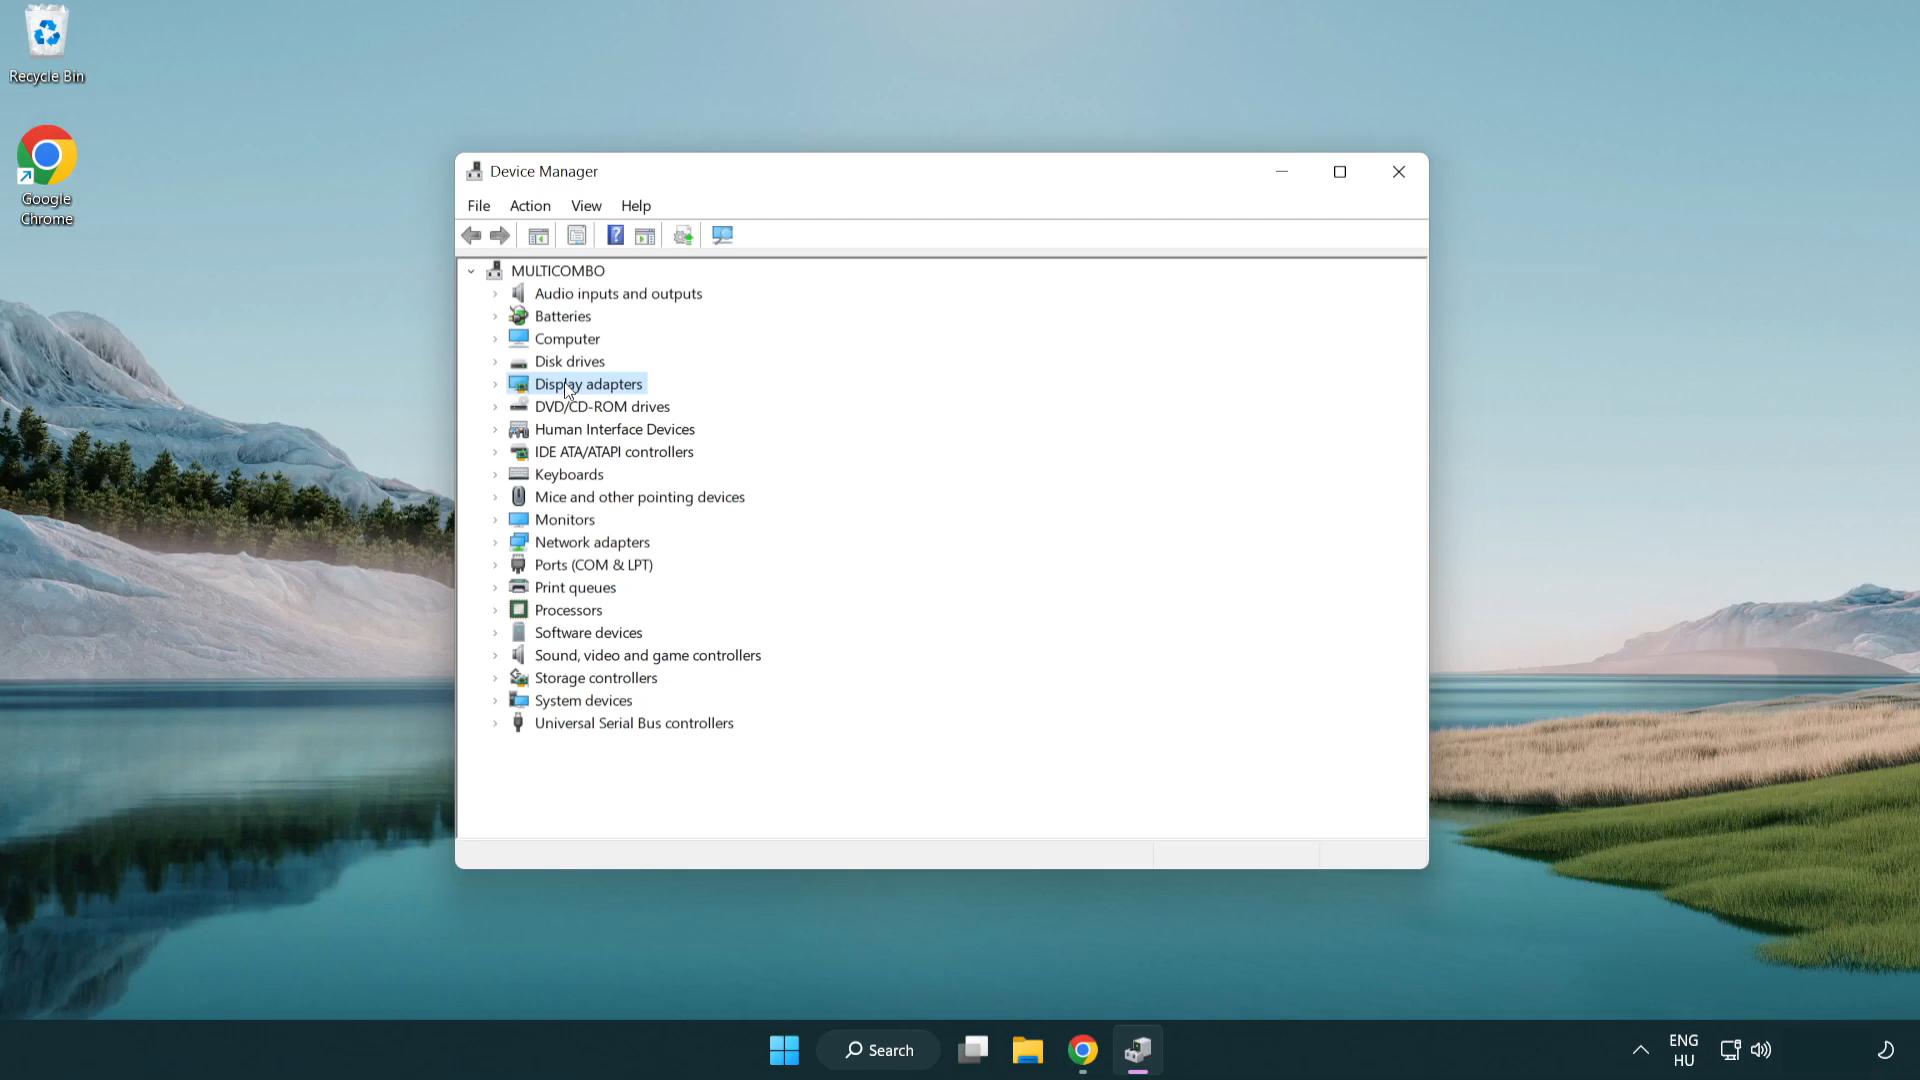 Recycle Bin
Google
Chrome
Device Manager
File Action View Help
MULTICOMBO
Audio inputs and outputs
Batteries
Computer
Disk drives
Display adapters
DVD/CD-ROM drives
Human Interface Devices
IDE ATA/ATAPI controllers
Keyboards
Mice and other pointing devices
Monitors
Network adapters
Ports (COM & LPT)
Print queues
Processors
Software devices
Sound, video and game controllers
Storage controllers
System devices
Universal Serial Bus controllers
Search
ENG
HU